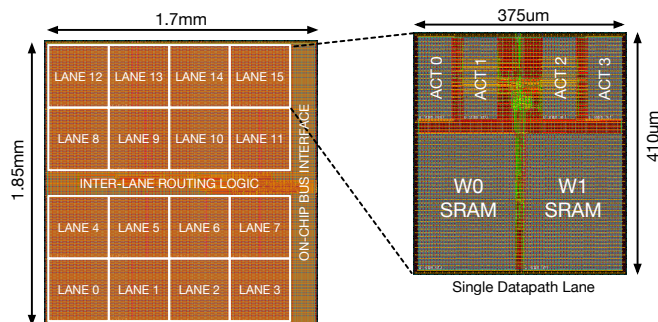 1.7mm
375um
1.85mm
410um
LANE 12 LANE 13 LANE 14 LANE 15
LANE 8 LANE 9 LANE 10 LANE 11
INTER-LANE ROUTING LOGIC
LANE 4 LANE 5 LANE 6 LANE 7
LANE 0 LANE 1 LANE 2 LANE 3
ON-CHIP BUS INTERFACE
ACT 0 ACT 1 ACT 2 ACT 3
W0 W1
SRAM SRAM
Single Datapath Lane